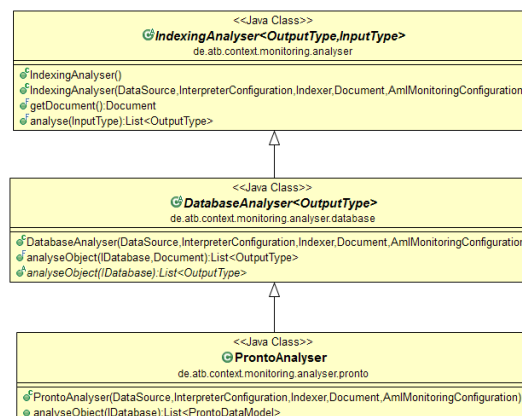 <<Java Class>>
IndexingAnalyser<OutputType,InputType>
de.atb.context.monitoring.analyser
IndexingAnalyser()
IndexingAnalyser(DataSource,InterpreterConfiguration,Indexer,Document,AmIMonitoringConfiguration
getDocument():Document
analyse(InputType):List<OutputType>
<<Java Class>>
DatabaseAnalyser<OutputType>
de.atb.context.monitoring.analyser.database
DatabaseAnalyser(DataSource,InterpreterConfiguration,Indexer,Document,AmIMonitoringConfiguration
analyseObject(IDatabase,Document):List<OutputType>
analyseObject(IDatabase):List<OutputType>
<<Java Class>>
ProntoAnalyser
de.atb.context.monitoring.analyser.pronto
ProntoAnalyser(DataSource,InterpreterConfiguration,Indexer,Document,AmIMonitoringConfiguration)
analyseObject(IDatabase):List<ProntoDataModel>